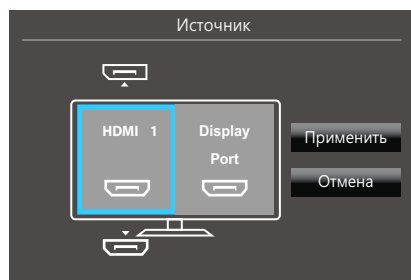 Источник
HDMI 1
Display
Port
Применить
Отмена